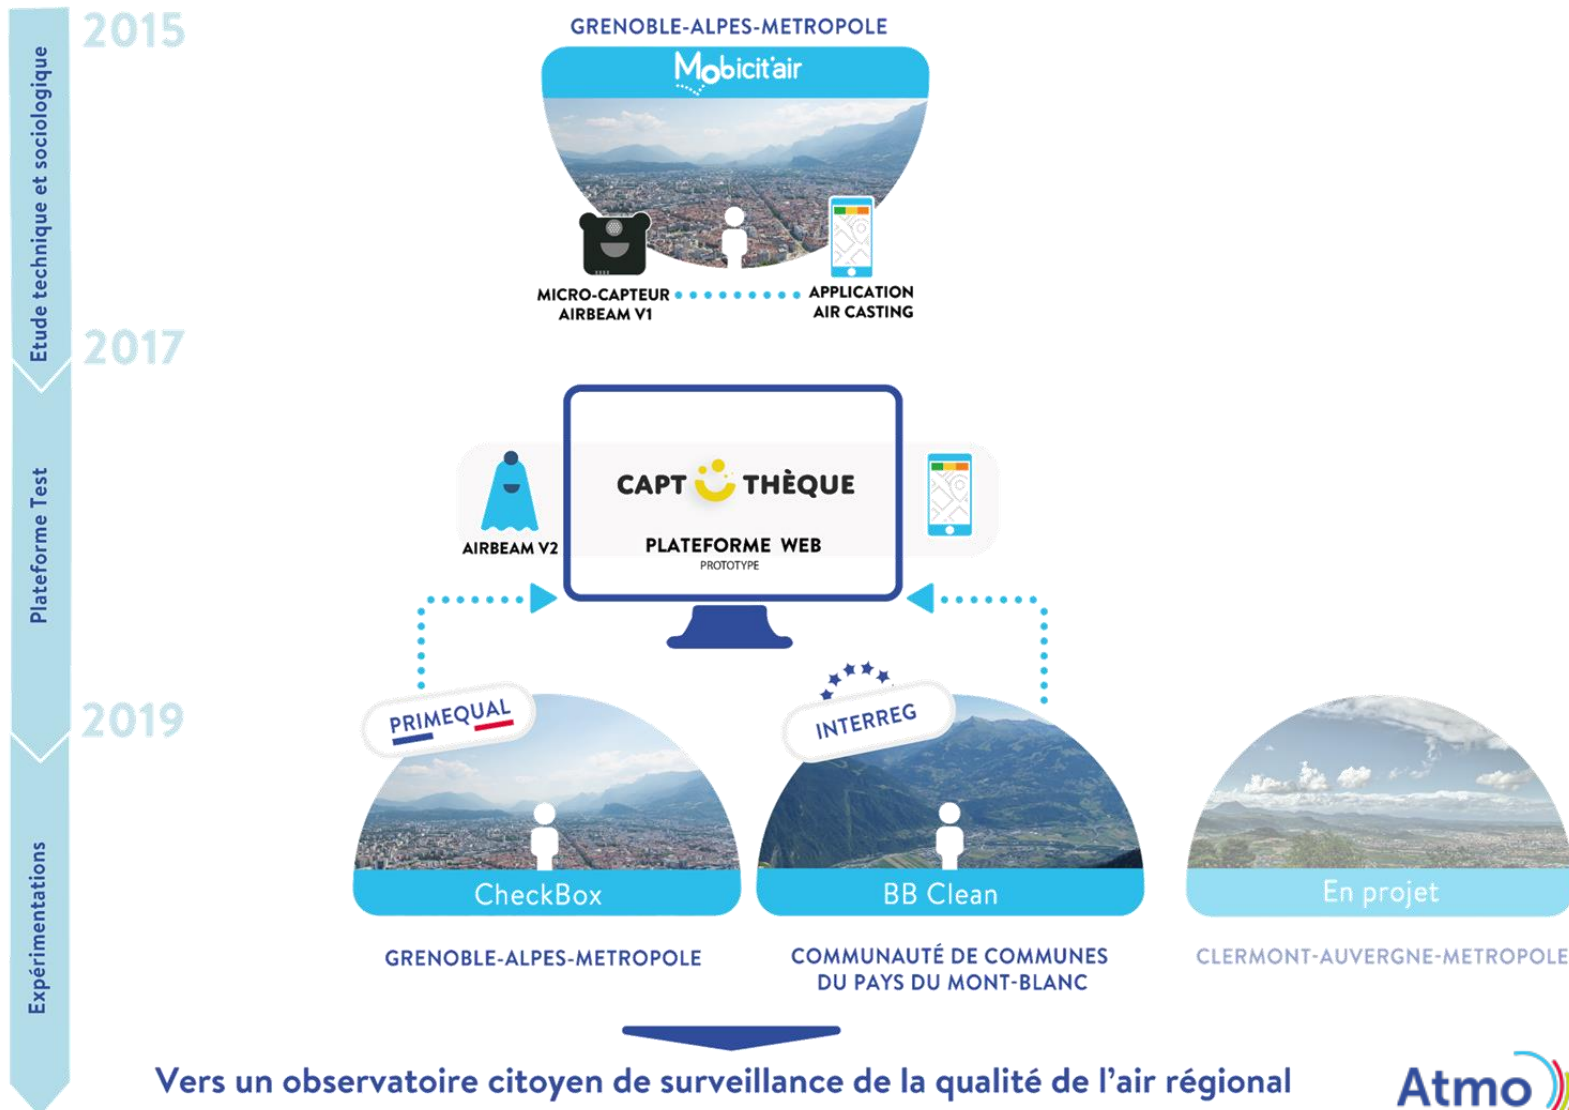 2015
GRENOBLE-ALPES-METROPOLE
Mobicit'air
Etude technique et sociologique
MICRO-CAPTEUR
AIRBEAM V1
APPLICATION
AIR CASTING
2017
Plateforme Test
CAPT THÈQUE
AIRBEAM V2
PLATEFORME WEB
PROTOTYPE
2019
PRIMEQUAL
INTERREG
Expérimentations
CheckBox
BB Clean
En projet
GRENOBLE-ALPES-METROPOLE
COMMUNAUTÉ DE COMMUNES
DU PAYS DU MONT-BLANC
CLERMONT-AUVERGNE-METROPOLE
Vers un observatoire citoyen de surveillance de la qualité de l'air régional
Atmo